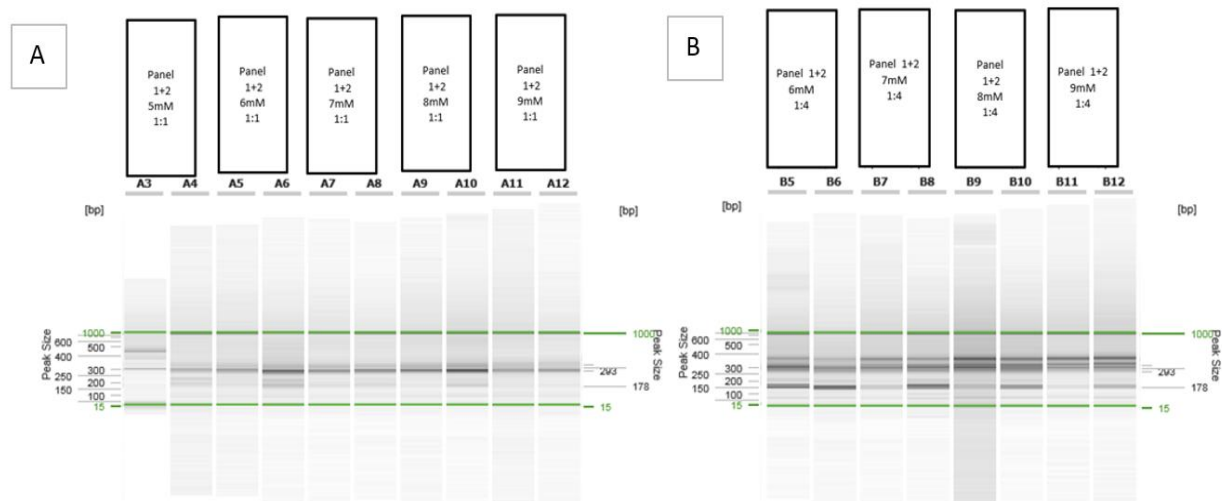 A
Panel
1+2
5mM
1:1
Panel
1+2
6mM
1:1
Panel
1+2
7mM
1:1
Panel
1+2
8mM
1:1
Panel
1+2
9mM
1:1
A3 A4 A5 A6 A7 A8 A9 A10 A11 A12
[bp] [bp]
Peak Size
1000
600
500
400
300
250
200
150
100
15
1000
293
178
15
Peak Size
B
Panel 1+2
6mM
1:4
Panel 1+2
7mM
1:4
Panel
1+2
8mM
1:4
Panel 1+2
9mM
1:4
B5 B6 B7 B8 B9 B10 B11 B12
[bp] [bp]
Peak Size
1000
600
500
400
300
250
200
150
100
15
1000
293
178
15
Peak Size